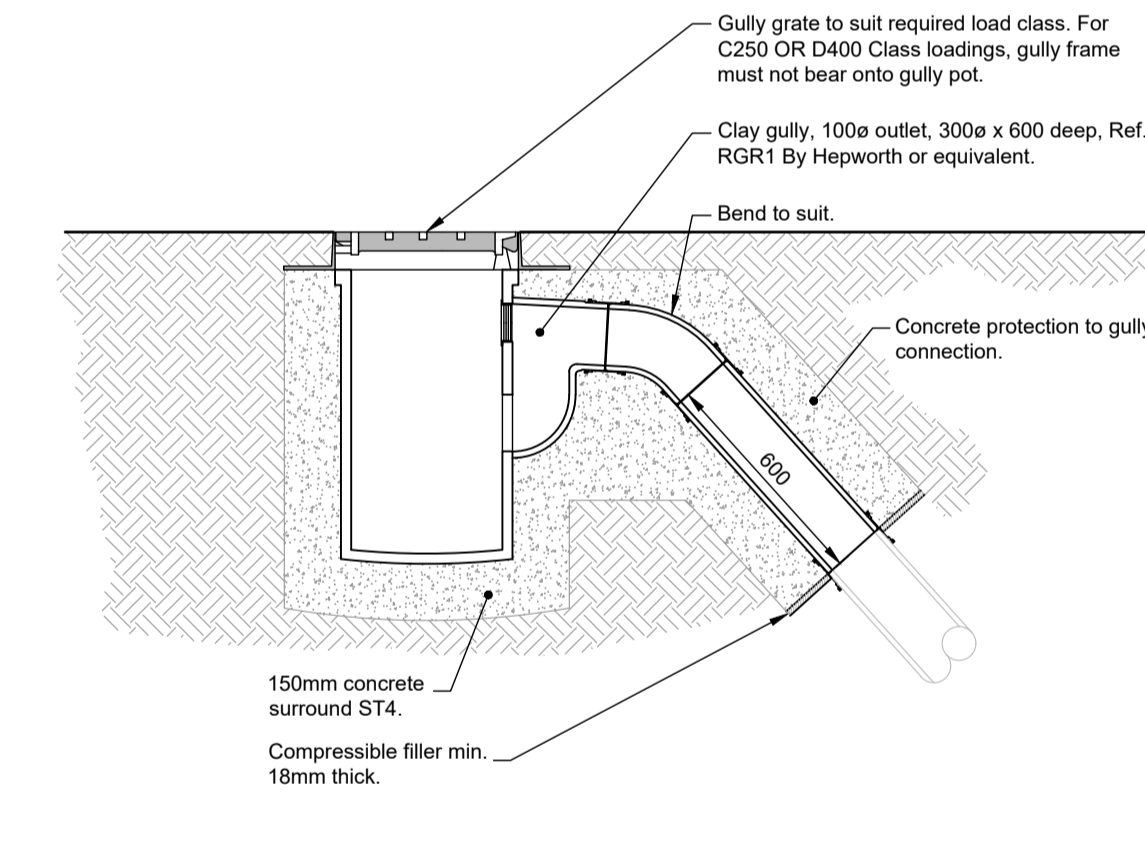 Gully grate to suit required load class. For
C250 OR D400 Class loadings, gully frame
must not bear onto gully pot.
Clay gully, 100ø outlet, 300ø x 600 deep, Ref.
RGR1 By Hepworth or equivalent.
Bend to suit.
Concrete protection to gully
connection.
600
150mm concrete
surround ST4.
Compressible filler min.
18mm thick.